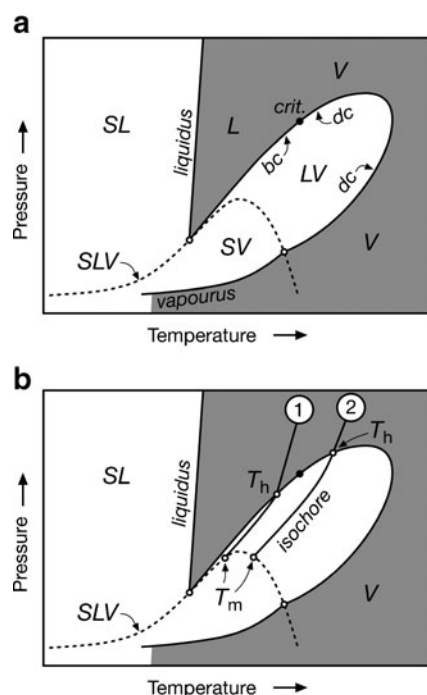 a
V
SL
liquidus
L
crit.
dc
bc
LV
dc
SV
SLV
V
vapourus
Pressure
Temperature
b
1
2
Th
Th
SL
liquidus
isochore
Tm
SLV
V
Pressure
Temperature